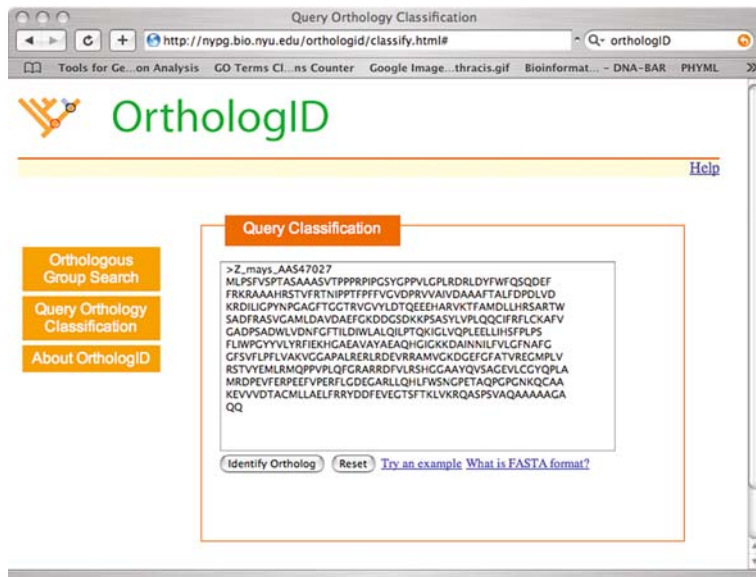 Query Orthology Classification
http://nypg.bio.nyu.edu/orthologid/classify.html#
orthologID
Tools for Ge...on Analysis GO Terms Cl...ns Counter Google Image...thracis.gif Bioinformat... – DNA-BAR PHYML
OrthologID
Help
Query Classification
Orthologous
Group Search
Query Orthology
Classification
About OrthologID
>Z_mays_AAS47027
MLPSFVSPTASAAASVTPPPRPIPGSYGPPVLGPLRDRLDYFWFQSQDEF
FRKRAAAHRSTVFRTNIPPTFPFFVGVDPRVVAIVDAAAFTALFDPDLVD
KRDILIGPYNPGAGFTGGTRVGVYLDTQEEEHARVKTFAMDLLHRSARTW
SADFRASVGAMLDAVDAEFGKDDGSDKKPSASYLVPLQQCIFRFLCKAFV
GADPSADWLVDNFGFTILDIWLALQILPTQKIGLVQPLEELLIHSFPLPS
FLIWPGYYVLYRFIEKHGAEAVAYAEAQHGIGKKDAINNILFVLGFNAFG
GFSVFLPFLVAKVGGAPALRERLRDEVRRAMVGKDGEFGFATVREGMPLV
RSTVYEMLRMQPPVPLQFGRARRDFVLRSHGGAAYQVSAGEVLCGYQPLA
MRDPEVFERPEEFVPERFLGDEGARLLQHLFWSNGPETAQPGPGNKQCAA
KEVVVDTACMLLAELFRRYDDFEVEGTSFTKLVKRQASPSVAQAAAAAGA
QQ
Identify Ortholog Reset Try an example What is FASTA format?